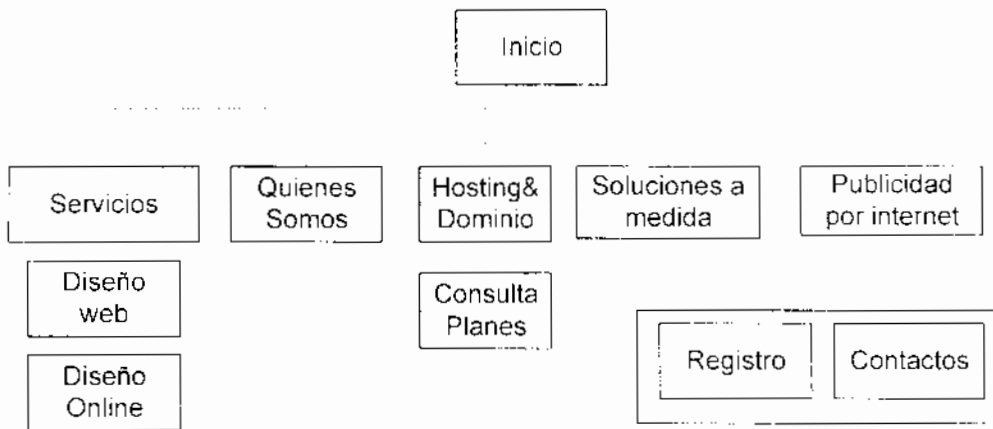 Inicio
Servicios
Quienes
Somos
Hosting&
Dominio
Soluciones a
medida
Publicidad
por internet
Diseño
web
Consulta
Planes
Diseño
Online
Registro
Contactos